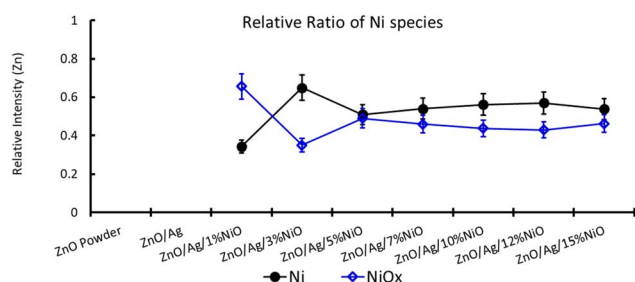 Relative Ratio of Ni species
Relative Intensity (Zn)
1
0.8
0.6
0.4
0.2
0
ZnO Powder
ZnO/Ag
ZnO/Ag/1%NiO
ZnO/Ag/3%NiO
ZnO/Ag/5%NiO
ZnO/Ag/7%NiO
ZnO/Ag/10%NiO
ZnO/Ag/12%NiO
ZnO/Ag/15%NiO
Ni NiOx